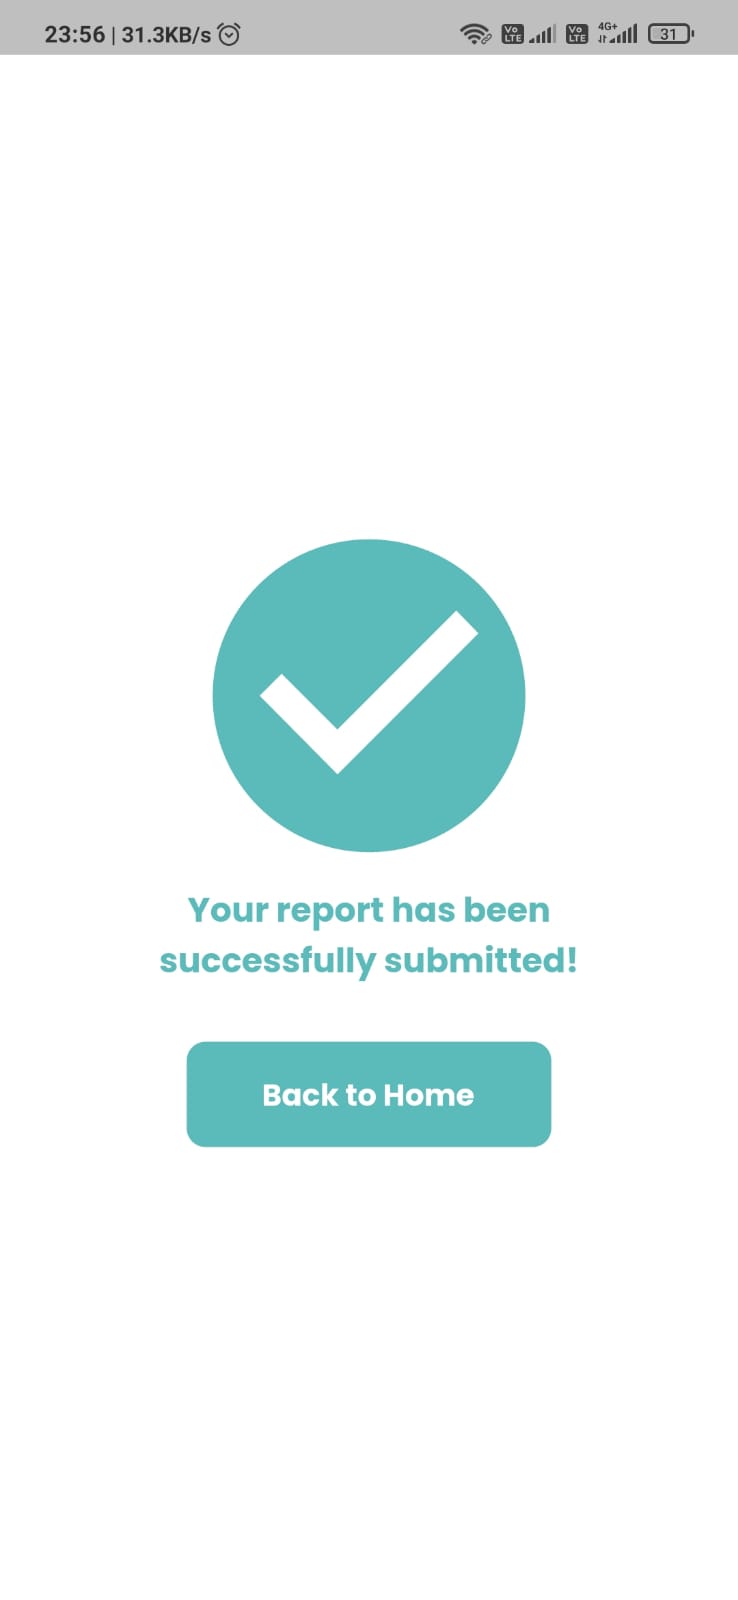 23:56 | 31.3KB/s
Vo LTE Vo LTE 4G+ 31
Your report has been
successfully submitted!
Back to Home